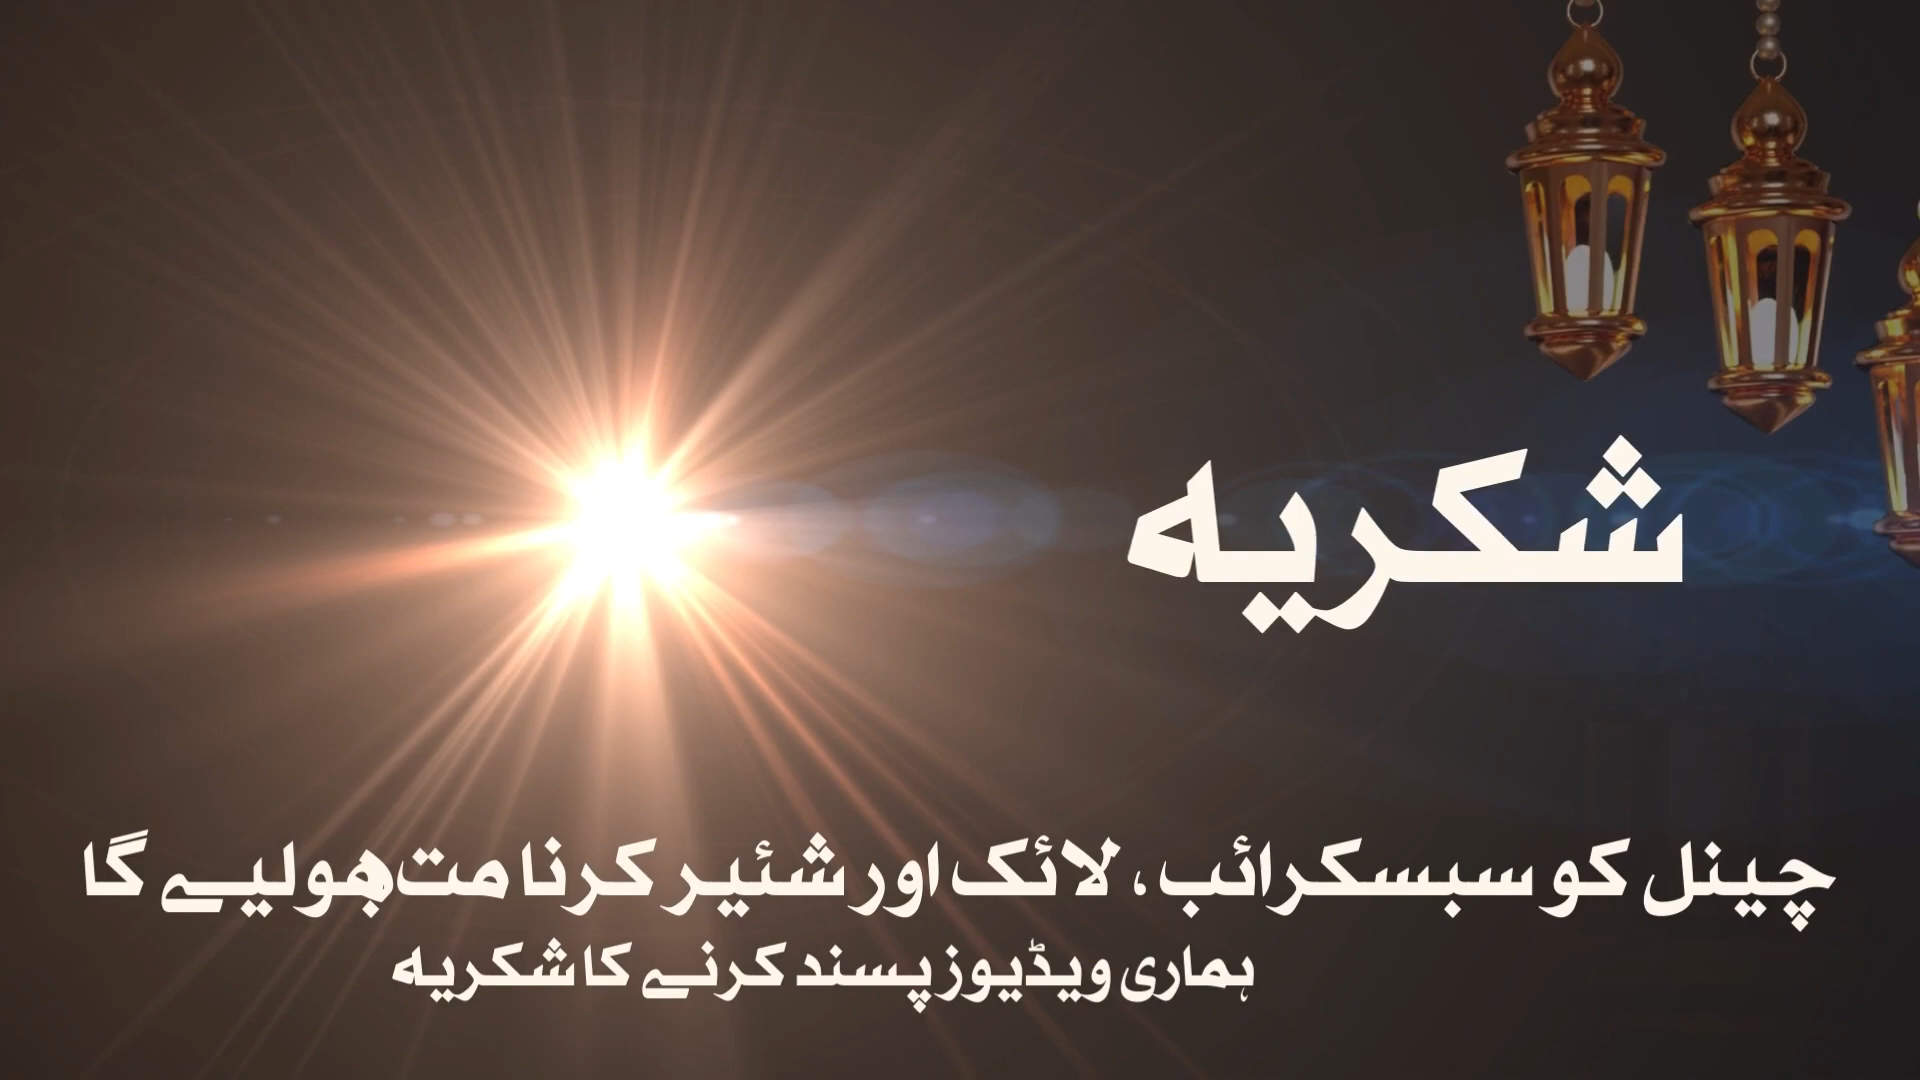 شکریہ
چینل کو سبسکرائب، لائک اور شئیر کرنا مت بھولیے گا
ہماری ویڈیوز پسند کرنے کا شکریہ